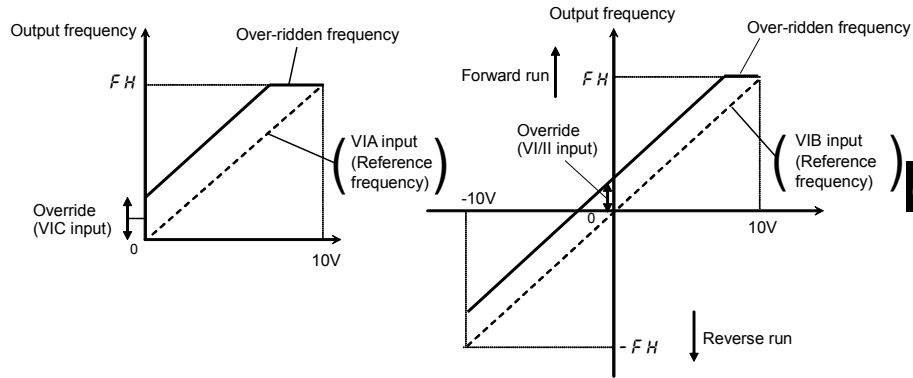 Output frequency
Over-ridden frequency
FH
VIA input
(Reference
frequency)
Override
(VIC input)
0
10V
Output frequency
Over-ridden frequency
Forward run
FH
Override
(VI/II input)
VIB input
(Reference
frequency)
-10V
0
10V
-FH
Reverse run